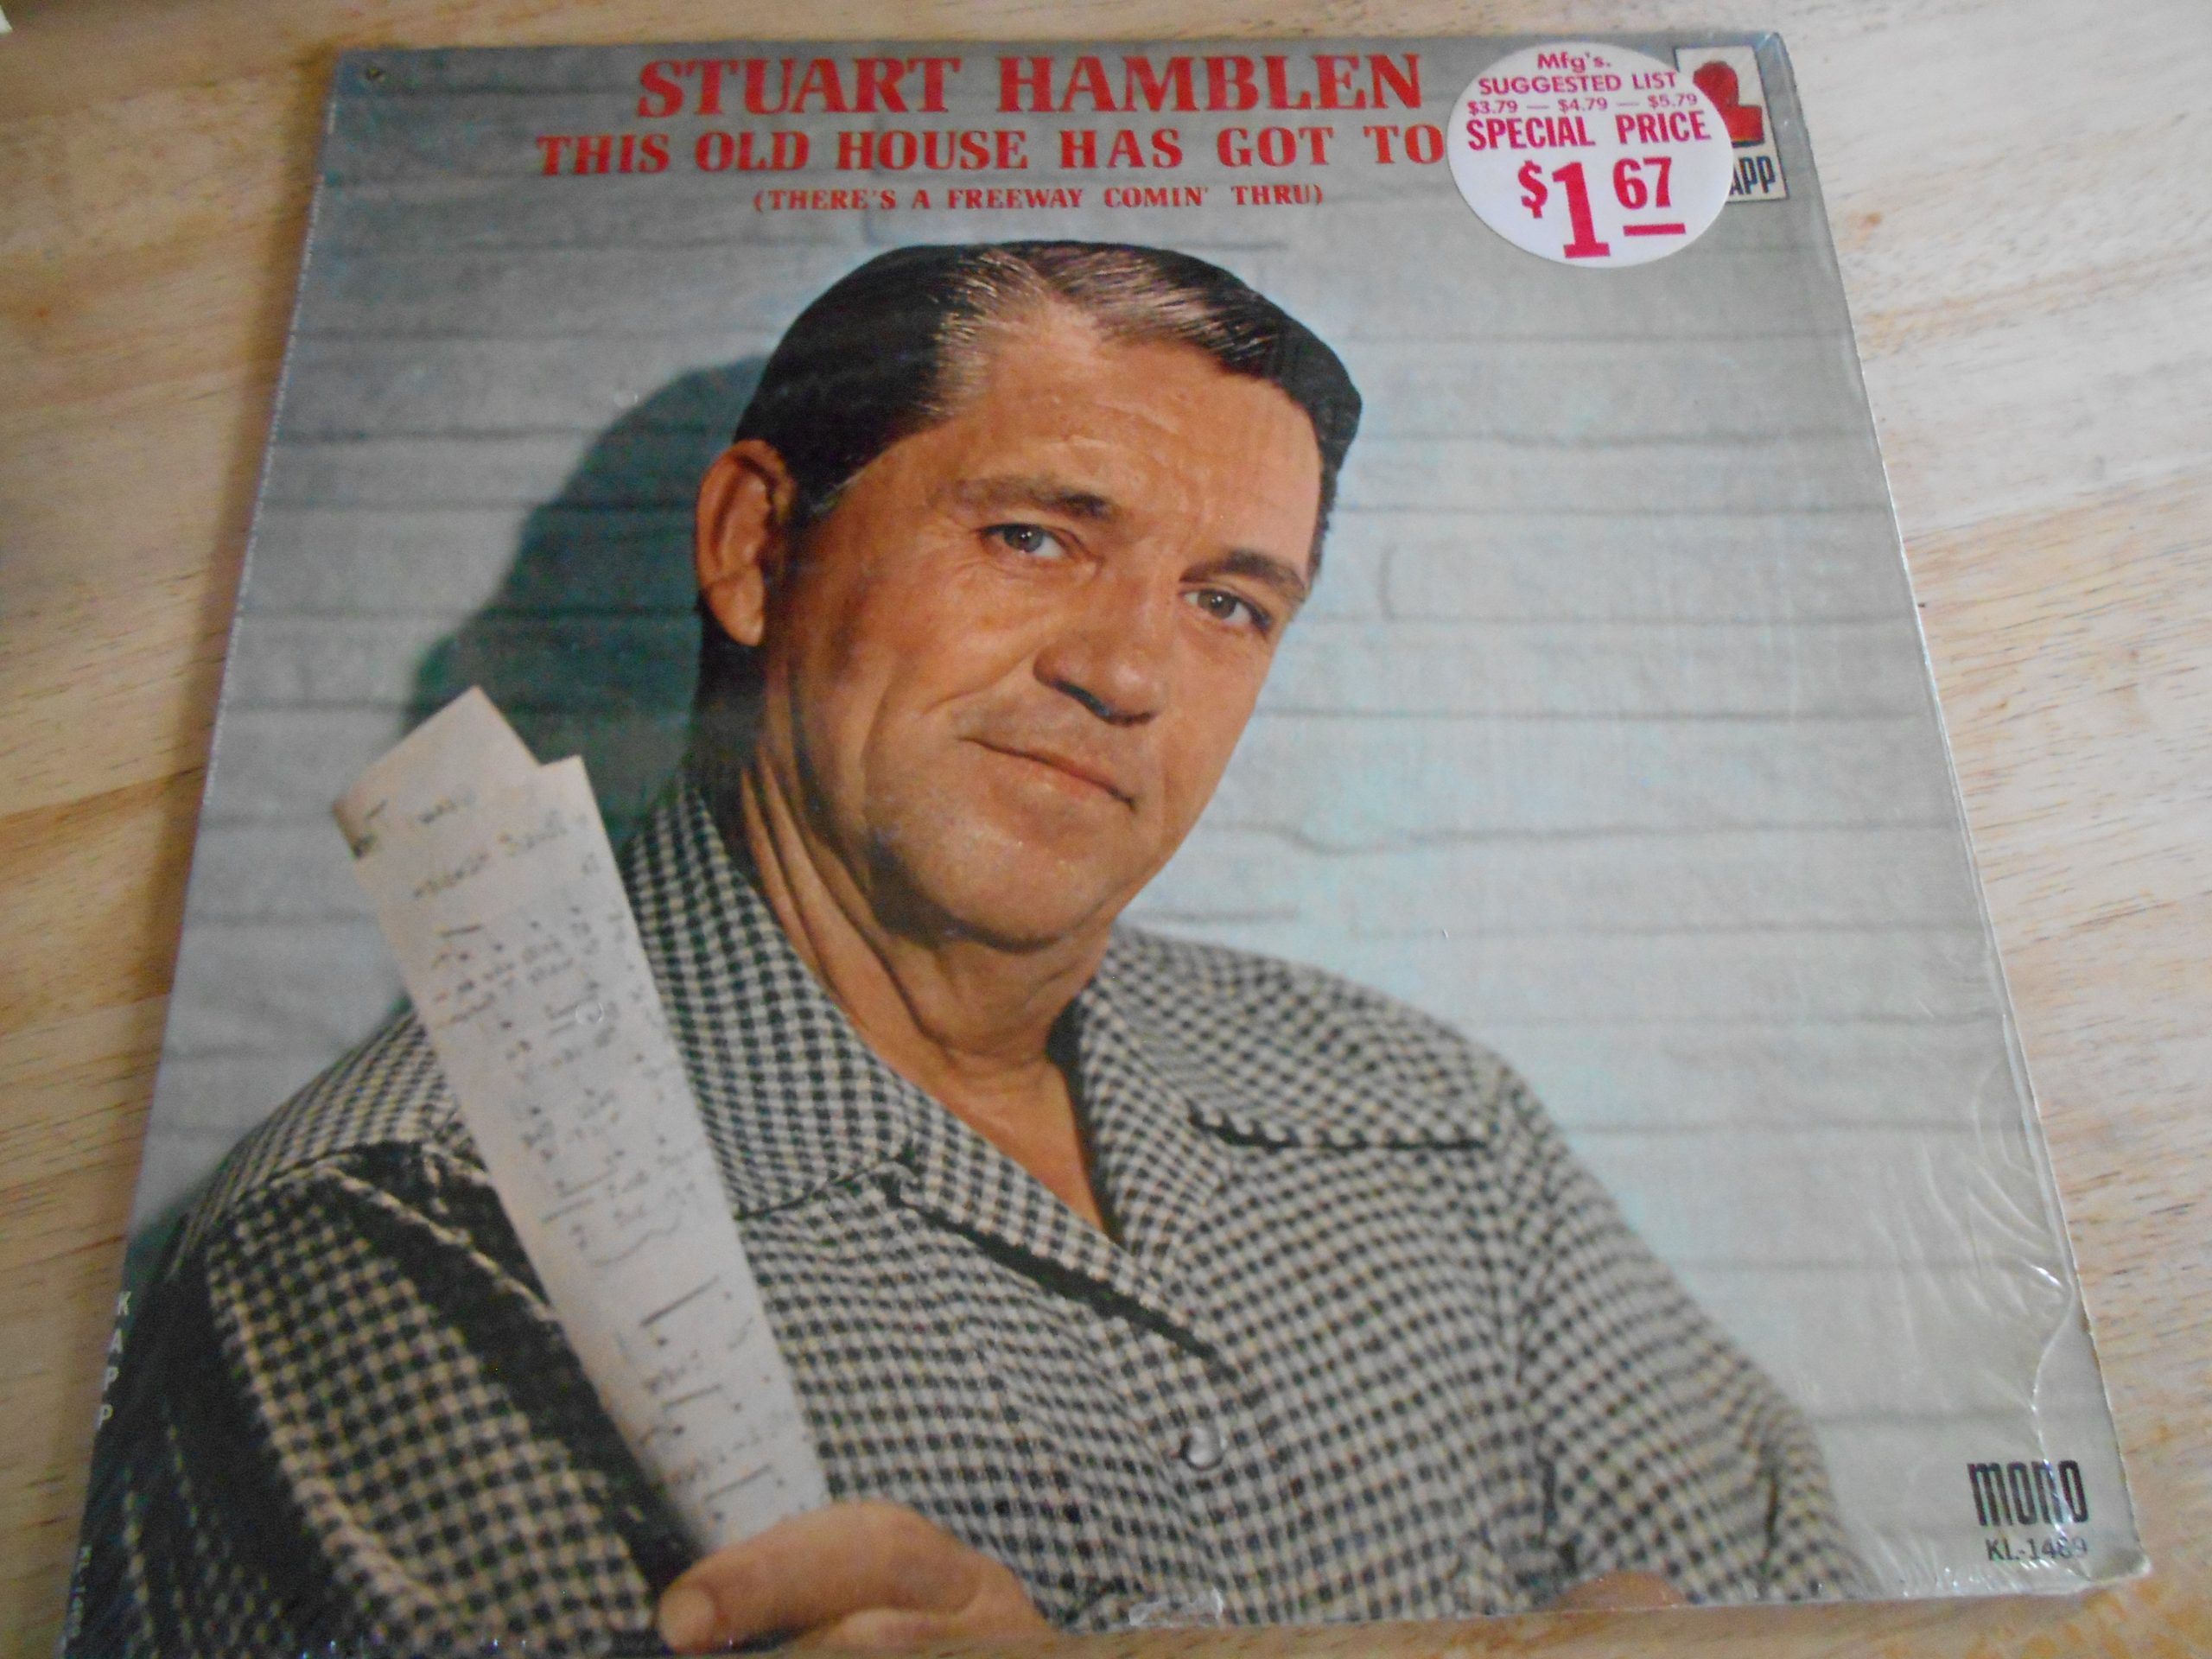 STUART HAMBLEN
THIS OLD HOUSE HAS GOT TO
(THERE'S A FREEWAY COMIN' THRU)
Mfg's.
SUGGESTED LIST
$3.79 — $4.79 — $5.79
SPECIAL PRICE
$1 67
APP
KAPP
mono
KL-1489